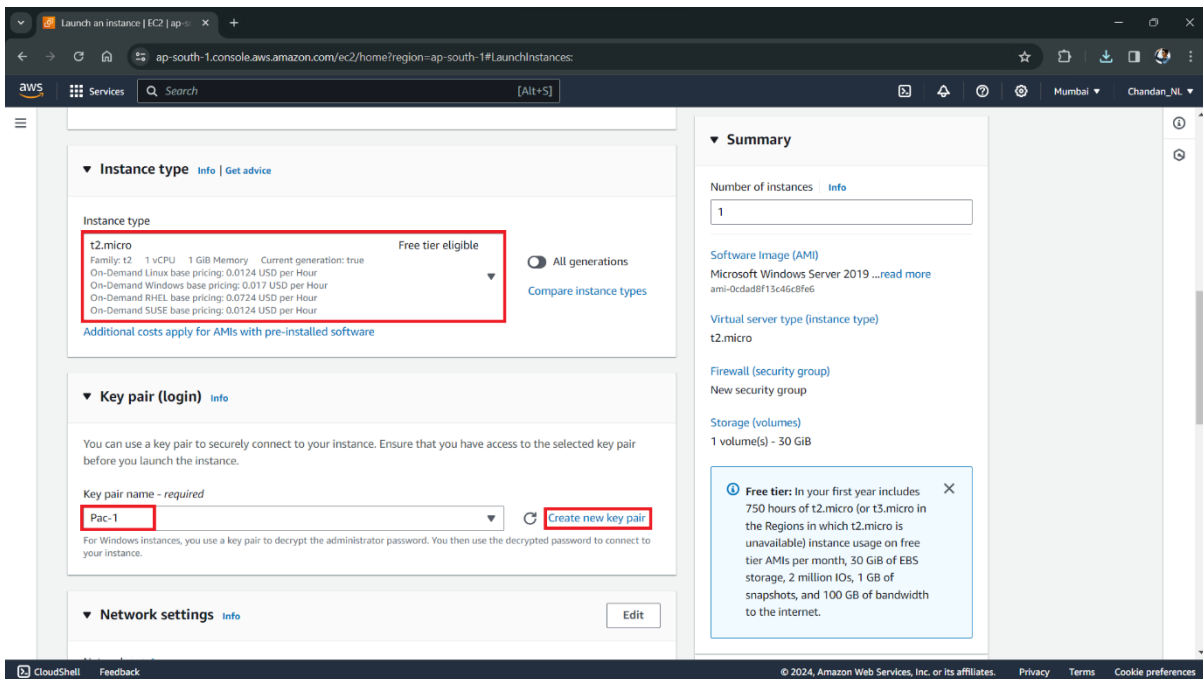 Launch an instance | EC2 | ap-s
ap-south-1.console.aws.amazon.com/ec2/home?region=ap-south-1#LaunchInstances:
aws
Services
Search
[Alt+S]
Mumbai
Chandan_NL
Instance type Info | Get advice
Instance type
t2.micro Free tier eligible
Family: t2 1 vCPU 1 GiB Memory Current generation: true
On-Demand Linux base pricing: 0.0124 USD per Hour
On-Demand Windows base pricing: 0.017 USD per Hour
On-Demand RHEL base pricing: 0.0724 USD per Hour
On-Demand SUSE base pricing: 0.0124 USD per Hour
All generations
Compare instance types
Additional costs apply for AMIs with pre-installed software
Key pair (login) Info
You can use a key pair to securely connect to your instance. Ensure that you have access to the selected key pair
before you launch the instance.
Key pair name - required
Pac-1
Create new key pair
For Windows instances, you use a key pair to decrypt the administrator password. You then use the decrypted password to connect to
your instance.
Network settings Info
Edit
Summary
Number of instances Info
1
Software Image (AMI)
Microsoft Windows Server 2019 ...read more
ami-0cdad8f13c46c8fe6
Virtual server type (instance type)
t2.micro
Firewall (security group)
New security group
Storage (volumes)
1 volume(s) - 30 GiB
Free tier: In your first year includes
750 hours of t2.micro (or t3.micro in
the Regions in which t2.micro is
unavailable) instance usage on free
tier AMIs per month, 30 GiB of EBS
storage, 2 million IOs, 1 GB of
snapshots, and 100 GB of bandwidth
to the internet.
CloudShell
Feedback
© 2024, Amazon Web Services, Inc. or its affiliates.
Privacy
Terms
Cookie preferences